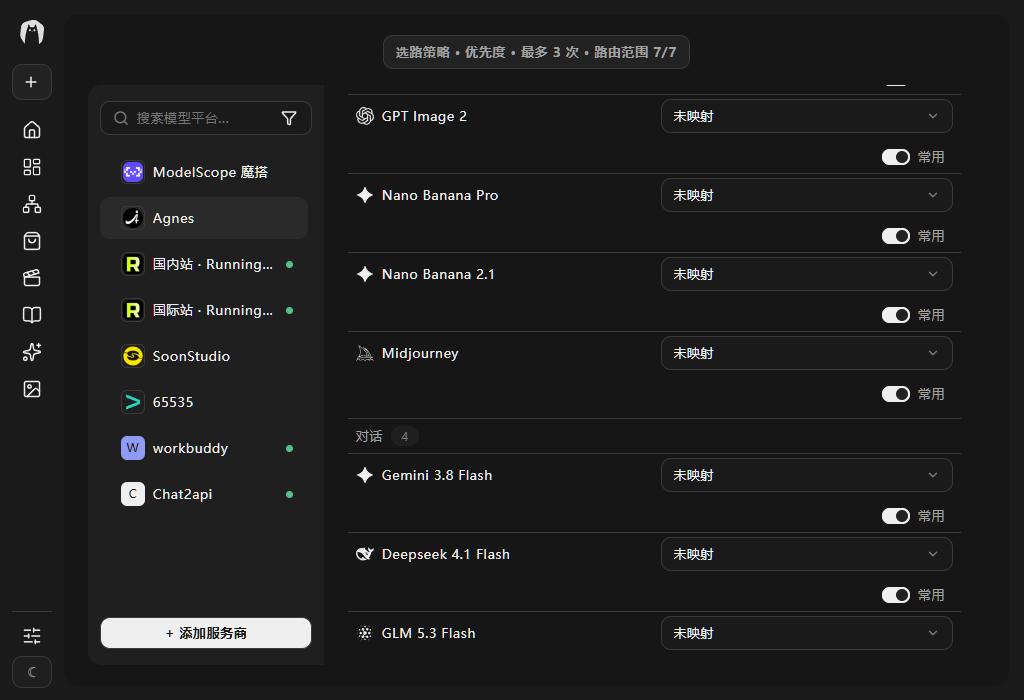 选路策略 • 优先度 • 最多 3 次 • 路由范围 7/7
搜索模型平台...
ModelScope 魔搭
Agnes
国内站 · Running...
国际站 · Running...
SoonStudio
65535
W workbuddy
C Chat2api
+ 添加服务商
GPT Image 2 未映射
常用
Nano Banana Pro 未映射
常用
Nano Banana 2.1 未映射
常用
Midjourney 未映射
常用
对话 4
Gemini 3.8 Flash 未映射
常用
Deepseek 4.1 Flash 未映射
常用
GLM 5.3 Flash 未映射